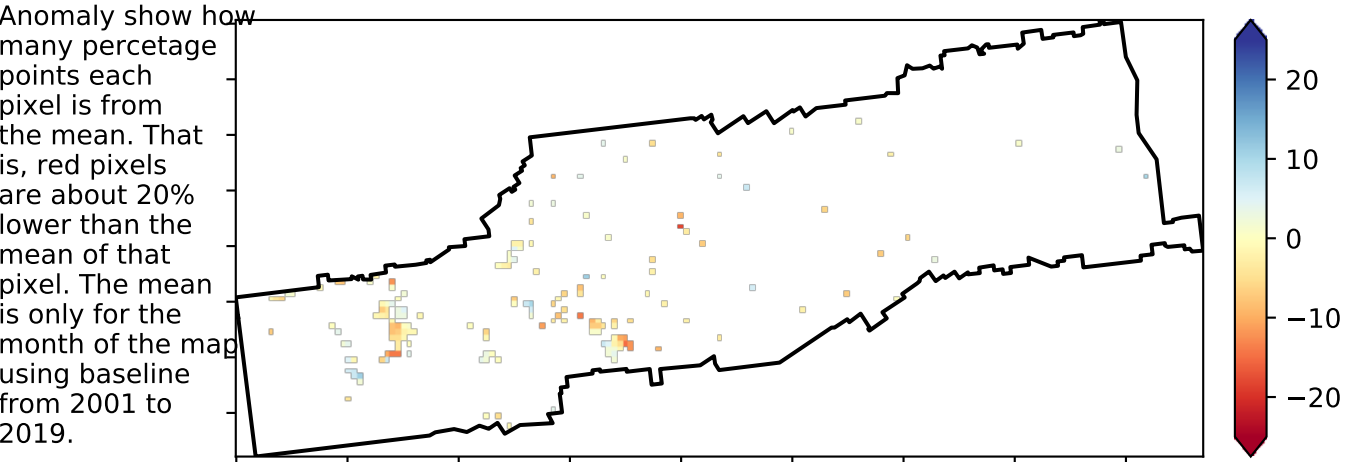 Anomaly show how
many percetage
points each
pixel is from
the mean. That
is, red pixels
are about 20%
lower than the
mean of that
pixel. The mean
is only for the
month of the map
using baseline
from 2001 to
2019.
20
10
0
−10
−20